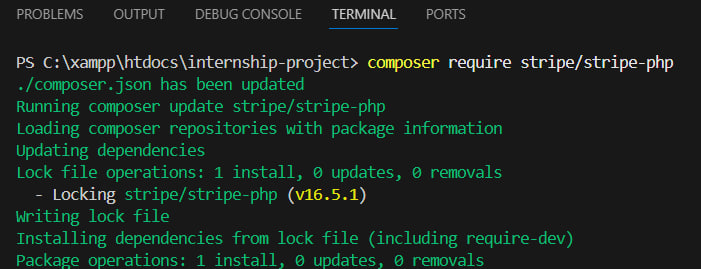 PROBLEMS OUTPUT DEBUG CONSOLE TERMINAL PORTS
PS C:\xampp\htdocs\internship-project> composer require stripe/stripe-php
./composer.json has been updated
Running composer update stripe/stripe-php
Loading composer repositories with package information
Updating dependencies
Lock file operations: 1 install, 0 updates, 0 removals
  - Locking stripe/stripe-php (v16.5.1)
Writing lock file
Installing dependencies from lock file (including require-dev)
Package operations: 1 install, 0 updates, 0 removals